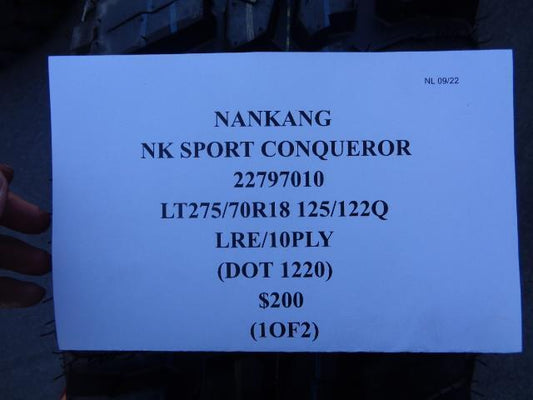 NL 09/22
NANKANG
NK SPORT CONQUEROR
22797010
LT275/70R18 125/122Q
LRE/10PLY
(DOT 1220)
$200
(1OF2)